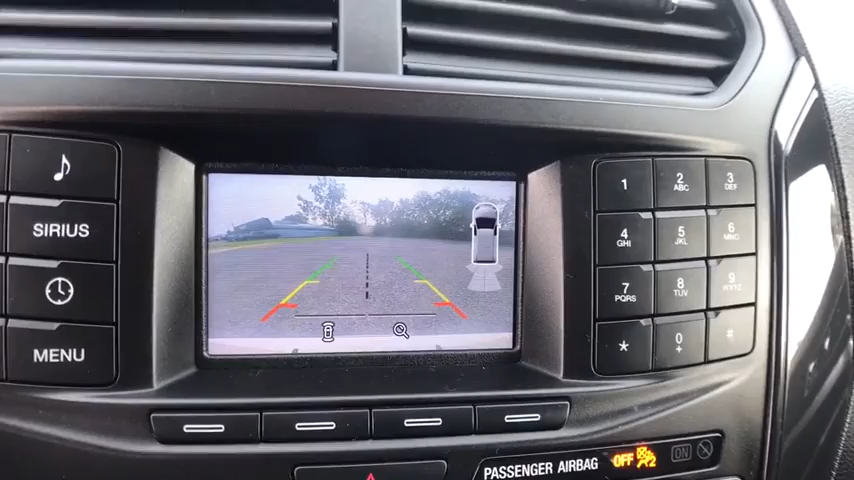 SIRIUS
MENU
1
2 ABC
3 DEF
4 GHI
5 JKL
6 MNO
7 PQRS
8 TUV
9 WXYZ
*
0 +
#
PASSENGER AIRBAG OFF 2 ON